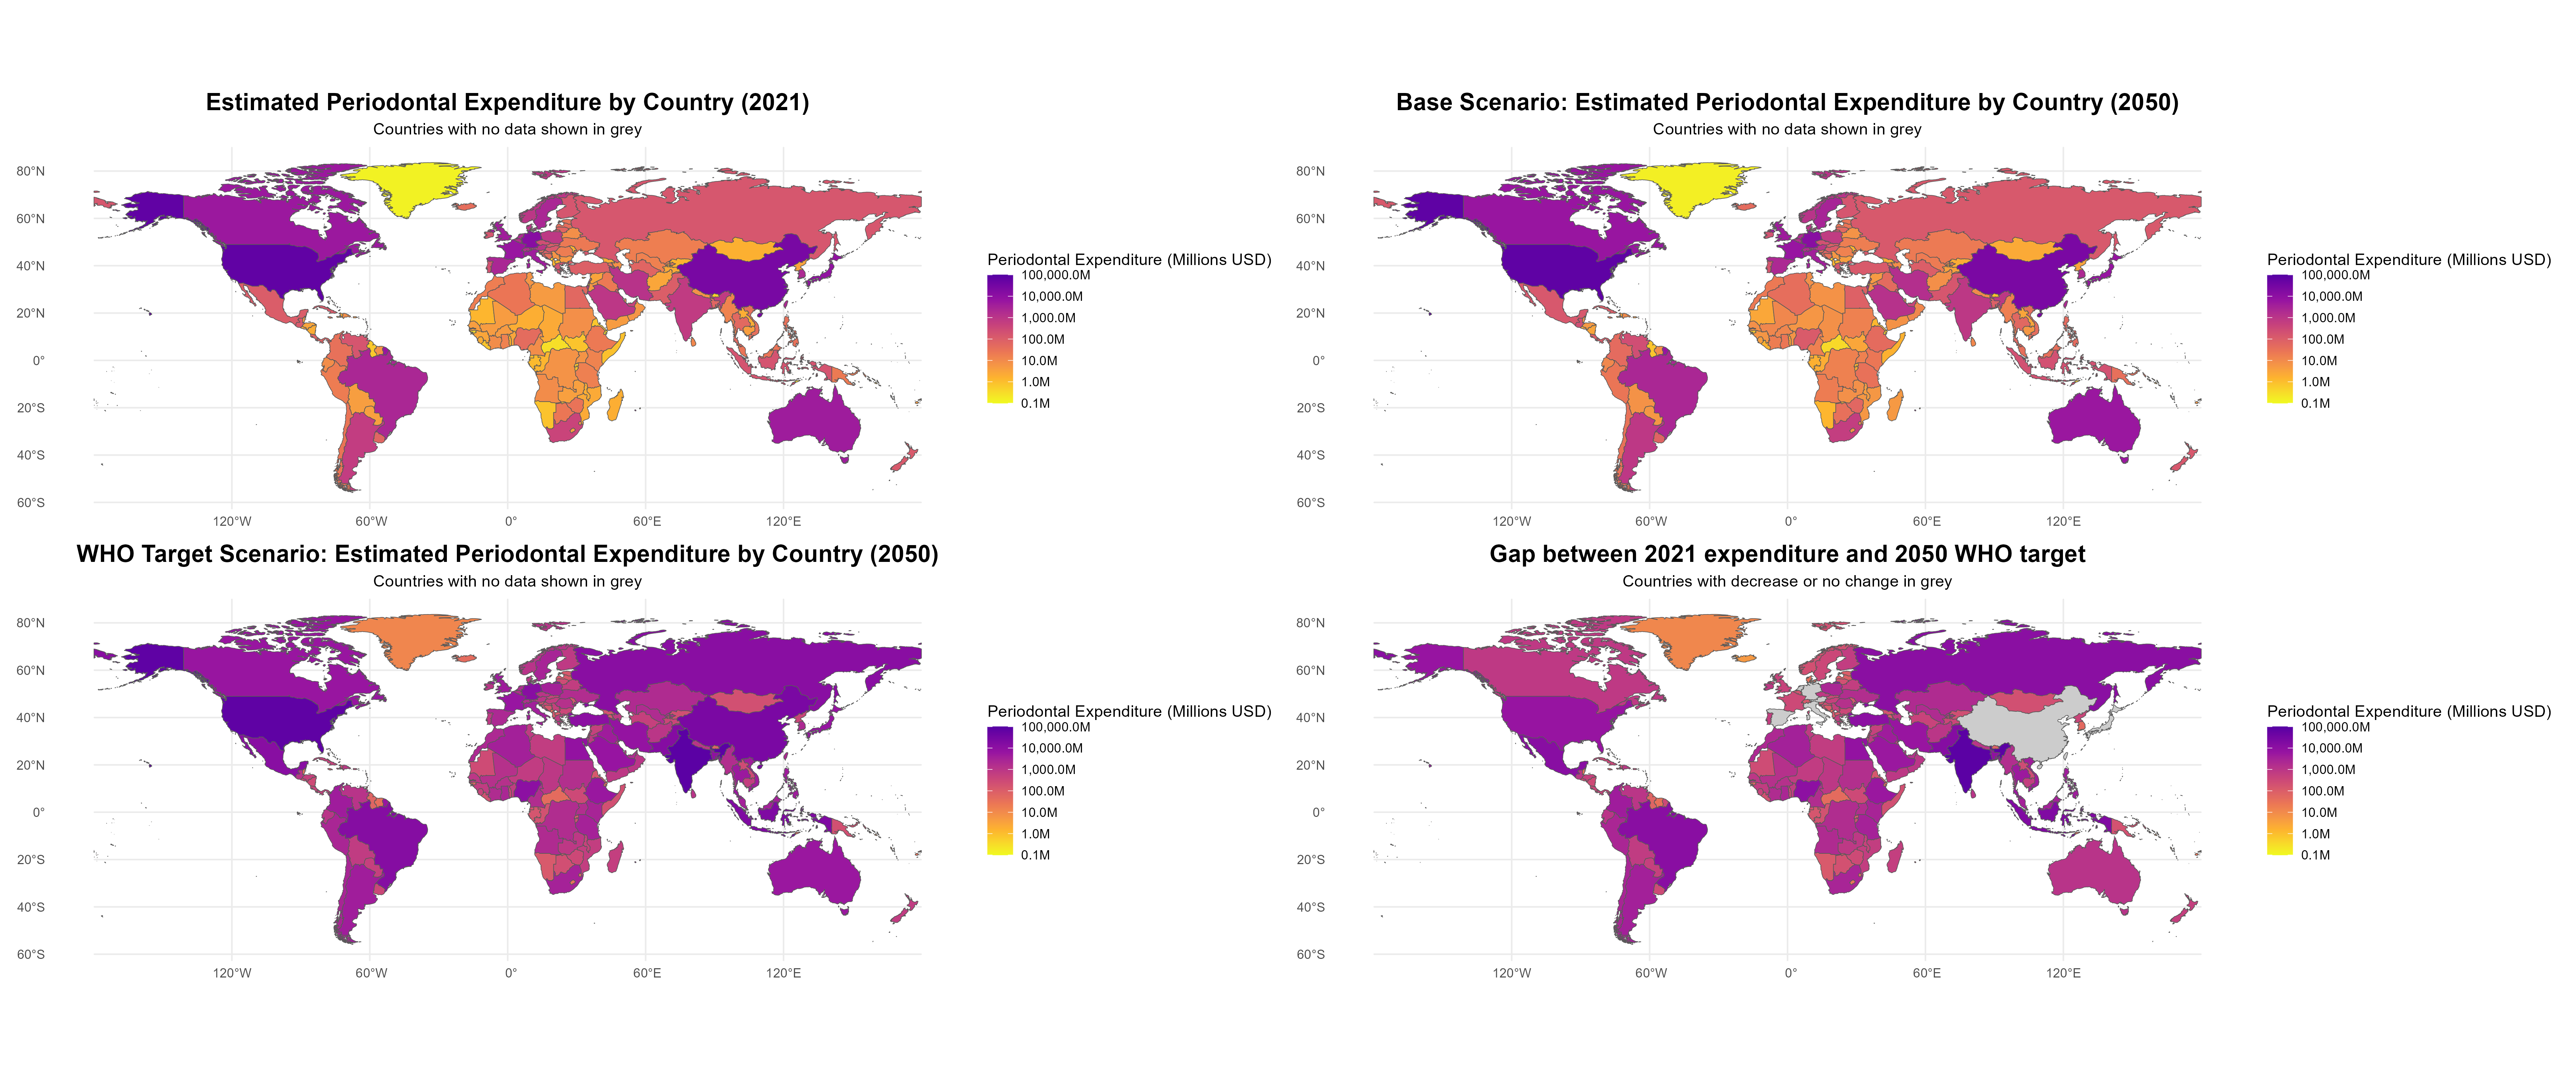 Estimated Periodontal Expenditure by Country (2021)
Countries with no data shown in grey
80°N
60°N
40°N
20°N
0°
20°S
40°S
60°S
120°W
60°W
0°
60°E
120°E
Periodontal Expenditure (Millions USD)
100,000.0M
10,000.0M
1,000.0M
100.0M
10.0M
1.0M
0.1M
Base Scenario: Estimated Periodontal Expenditure by Country (2050)
Countries with no data shown in grey
80°N
60°N
40°N
20°N
0°
20°S
40°S
60°S
120°W
60°W
0°
60°E
120°E
Periodontal Expenditure (Millions USD)
100,000.0M
10,000.0M
1,000.0M
100.0M
10.0M
1.0M
0.1M
WHO Target Scenario: Estimated Periodontal Expenditure by Country (2050)
Countries with no data shown in grey
80°N
60°N
40°N
20°N
0°
20°S
40°S
60°S
120°W
60°W
0°
60°E
120°E
Periodontal Expenditure (Millions USD)
100,000.0M
10,000.0M
1,000.0M
100.0M
10.0M
1.0M
0.1M
Gap between 2021 expenditure and 2050 WHO target
Countries with decrease or no change in grey
80°N
60°N
40°N
20°N
0°
20°S
40°S
60°S
120°W
60°W
0°
60°E
120°E
Periodontal Expenditure (Millions USD)
100,000.0M
10,000.0M
1,000.0M
100.0M
10.0M
1.0M
0.1M